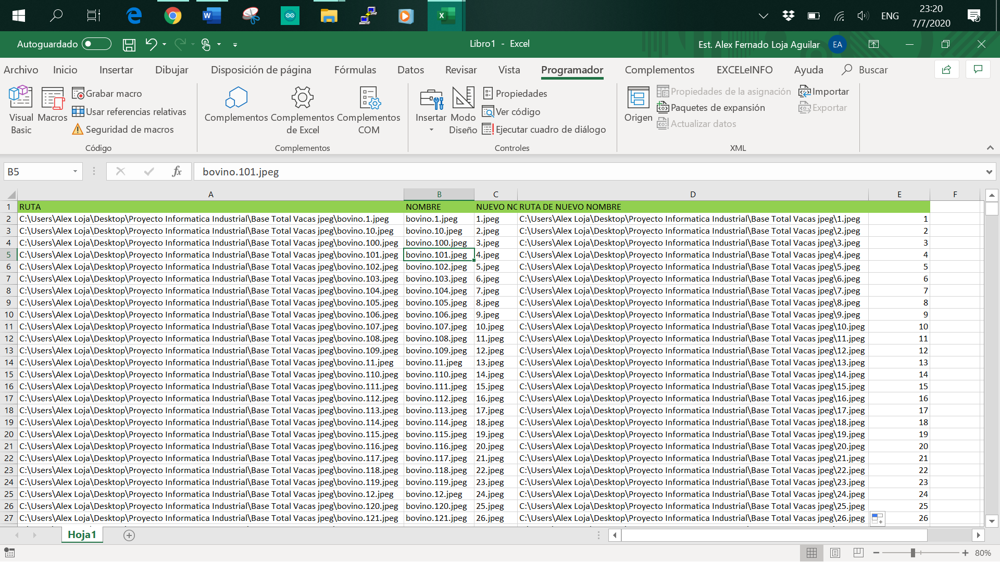 23:20
ENG
7/7/2020
Autoguardado
Libro1 - Excel
Est. Alex Fernado Loja Aguilar
EA
Archivo Inicio Insertar Dibujar Disposición de página Fórmulas Datos Revisar Vista Programador Complementos EXCELeINFO Ayuda Buscar
Visual Basic
Macros
Grabar macro
Usar referencias relativas
Seguridad de macros
Código
Complementos
Complementos de Excel
Complementos COM
Complementos
Insertar
Modo Diseño
Propiedades
Ver código
Ejecutar cuadro de diálogo
Controles
Origen
Propiedades de la asignación
Paquetes de expansión
Actualizar datos
Importar
Exportar
XML
B5 fx bovino.101.jpeg
A B C D E F
1 RUTA NOMBRE NUEVO NC RUTA DE NUEVO NOMBRE
2 C:\Users\Alex Loja\Desktop\Proyecto Informatica Industrial\Base Total Vacas jpeg\bovino.1.jpeg bovino.1.jpeg 1.jpeg C:\Users\Alex Loja\Desktop\Proyecto Informatica Industrial\Base Total Vacas jpeg\1.jpeg 1
3 C:\Users\Alex Loja\Desktop\Proyecto Informatica Industrial\Base Total Vacas jpeg\bovino.10.jpeg bovino.10.jpeg 2.jpeg C:\Users\Alex Loja\Desktop\Proyecto Informatica Industrial\Base Total Vacas jpeg\2.jpeg 2
4 C:\Users\Alex Loja\Desktop\Proyecto Informatica Industrial\Base Total Vacas jpeg\bovino.100.jpeg bovino.100.jpeg 3.jpeg C:\Users\Alex Loja\Desktop\Proyecto Informatica Industrial\Base Total Vacas jpeg\3.jpeg 3
5 C:\Users\Alex Loja\Desktop\Proyecto Informatica Industrial\Base Total Vacas jpeg\bovino.101.jpeg bovino.101.jpeg 4.jpeg C:\Users\Alex Loja\Desktop\Proyecto Informatica Industrial\Base Total Vacas jpeg\4.jpeg 4
6 C:\Users\Alex Loja\Desktop\Proyecto Informatica Industrial\Base Total Vacas jpeg\bovino.102.jpeg bovino.102.jpeg 5.jpeg C:\Users\Alex Loja\Desktop\Proyecto Informatica Industrial\Base Total Vacas jpeg\5.jpeg 5
7 C:\Users\Alex Loja\Desktop\Proyecto Informatica Industrial\Base Total Vacas jpeg\bovino.103.jpeg bovino.103.jpeg 6.jpeg C:\Users\Alex Loja\Desktop\Proyecto Informatica Industrial\Base Total Vacas jpeg\6.jpeg 6
8 C:\Users\Alex Loja\Desktop\Proyecto Informatica Industrial\Base Total Vacas jpeg\bovino.104.jpeg bovino.104.jpeg 7.jpeg C:\Users\Alex Loja\Desktop\Proyecto Informatica Industrial\Base Total Vacas jpeg\7.jpeg 7
9 C:\Users\Alex Loja\Desktop\Proyecto Informatica Industrial\Base Total Vacas jpeg\bovino.105.jpeg bovino.105.jpeg 8.jpeg C:\Users\Alex Loja\Desktop\Proyecto Informatica Industrial\Base Total Vacas jpeg\8.jpeg 8
10 C:\Users\Alex Loja\Desktop\Proyecto Informatica Industrial\Base Total Vacas jpeg\bovino.106.jpeg bovino.106.jpeg 9.jpeg C:\Users\Alex Loja\Desktop\Proyecto Informatica Industrial\Base Total Vacas jpeg\9.jpeg 9
11 C:\Users\Alex Loja\Desktop\Proyecto Informatica Industrial\Base Total Vacas jpeg\bovino.107.jpeg bovino.107.jpeg 10.jpeg C:\Users\Alex Loja\Desktop\Proyecto Informatica Industrial\Base Total Vacas jpeg\10.jpeg 10
12 C:\Users\Alex Loja\Desktop\Proyecto Informatica Industrial\Base Total Vacas jpeg\bovino.108.jpeg bovino.108.jpeg 11.jpeg C:\Users\Alex Loja\Desktop\Proyecto Informatica Industrial\Base Total Vacas jpeg\11.jpeg 11
13 C:\Users\Alex Loja\Desktop\Proyecto Informatica Industrial\Base Total Vacas jpeg\bovino.109.jpeg bovino.109.jpeg 12.jpeg C:\Users\Alex Loja\Desktop\Proyecto Informatica Industrial\Base Total Vacas jpeg\12.jpeg 12
14 C:\Users\Alex Loja\Desktop\Proyecto Informatica Industrial\Base Total Vacas jpeg\bovino.11.jpeg bovino.11.jpeg 13.jpeg C:\Users\Alex Loja\Desktop\Proyecto Informatica Industrial\Base Total Vacas jpeg\13.jpeg 13
15 C:\Users\Alex Loja\Desktop\Proyecto Informatica Industrial\Base Total Vacas jpeg\bovino.110.jpeg bovino.110.jpeg 14.jpeg C:\Users\Alex Loja\Desktop\Proyecto Informatica Industrial\Base Total Vacas jpeg\14.jpeg 14
16 C:\Users\Alex Loja\Desktop\Proyecto Informatica Industrial\Base Total Vacas jpeg\bovino.111.jpeg bovino.111.jpeg 15.jpeg C:\Users\Alex Loja\Desktop\Proyecto Informatica Industrial\Base Total Vacas jpeg\15.jpeg 15
17 C:\Users\Alex Loja\Desktop\Proyecto Informatica Industrial\Base Total Vacas jpeg\bovino.112.jpeg bovino.112.jpeg 16.jpeg C:\Users\Alex Loja\Desktop\Proyecto Informatica Industrial\Base Total Vacas jpeg\16.jpeg 16
18 C:\Users\Alex Loja\Desktop\Proyecto Informatica Industrial\Base Total Vacas jpeg\bovino.113.jpeg bovino.113.jpeg 17.jpeg C:\Users\Alex Loja\Desktop\Proyecto Informatica Industrial\Base Total Vacas jpeg\17.jpeg 17
19 C:\Users\Alex Loja\Desktop\Proyecto Informatica Industrial\Base Total Vacas jpeg\bovino.114.jpeg bovino.114.jpeg 18.jpeg C:\Users\Alex Loja\Desktop\Proyecto Informatica Industrial\Base Total Vacas jpeg\18.jpeg 18
20 C:\Users\Alex Loja\Desktop\Proyecto Informatica Industrial\Base Total Vacas jpeg\bovino.115.jpeg bovino.115.jpeg 19.jpeg C:\Users\Alex Loja\Desktop\Proyecto Informatica Industrial\Base Total Vacas jpeg\19.jpeg 19
21 C:\Users\Alex Loja\Desktop\Proyecto Informatica Industrial\Base Total Vacas jpeg\bovino.116.jpeg bovino.116.jpeg 20.jpeg C:\Users\Alex Loja\Desktop\Proyecto Informatica Industrial\Base Total Vacas jpeg\20.jpeg 20
22 C:\Users\Alex Loja\Desktop\Proyecto Informatica Industrial\Base Total Vacas jpeg\bovino.117.jpeg bovino.117.jpeg 21.jpeg C:\Users\Alex Loja\Desktop\Proyecto Informatica Industrial\Base Total Vacas jpeg\21.jpeg 21
23 C:\Users\Alex Loja\Desktop\Proyecto Informatica Industrial\Base Total Vacas jpeg\bovino.118.jpeg bovino.118.jpeg 22.jpeg C:\Users\Alex Loja\Desktop\Proyecto Informatica Industrial\Base Total Vacas jpeg\22.jpeg 22
24 C:\Users\Alex Loja\Desktop\Proyecto Informatica Industrial\Base Total Vacas jpeg\bovino.119.jpeg bovino.119.jpeg 23.jpeg C:\Users\Alex Loja\Desktop\Proyecto Informatica Industrial\Base Total Vacas jpeg\23.jpeg 23
25 C:\Users\Alex Loja\Desktop\Proyecto Informatica Industrial\Base Total Vacas jpeg\bovino.12.jpeg bovino.12.jpeg 24.jpeg C:\Users\Alex Loja\Desktop\Proyecto Informatica Industrial\Base Total Vacas jpeg\24.jpeg 24
26 C:\Users\Alex Loja\Desktop\Proyecto Informatica Industrial\Base Total Vacas jpeg\bovino.120.jpeg bovino.120.jpeg 25.jpeg C:\Users\Alex Loja\Desktop\Proyecto Informatica Industrial\Base Total Vacas jpeg\25.jpeg 25
27 C:\Users\Alex Loja\Desktop\Proyecto Informatica Industrial\Base Total Vacas jpeg\bovino.121.jpeg bovino.121.jpeg 26.jpeg C:\Users\Alex Loja\Desktop\Proyecto Informatica Industrial\Base Total Vacas jpeg\26.jpeg 26
Hoja1
80%